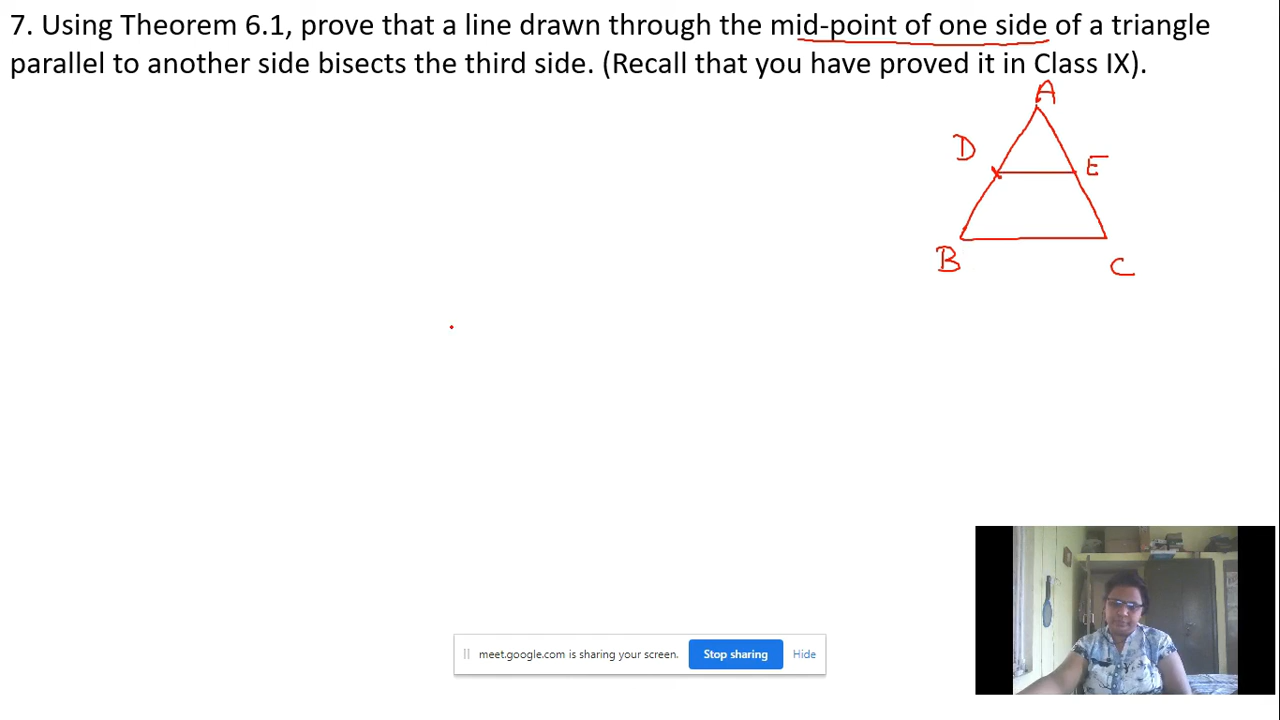 7. Using Theorem 6.1, prove that a line drawn through the mid-point of one side of a triangle
parallel to another side bisects the third side. (Recall that you have proved it in Class IX).
A
D
E
B
C
meet.google.com is sharing your screen. Stop sharing Hide